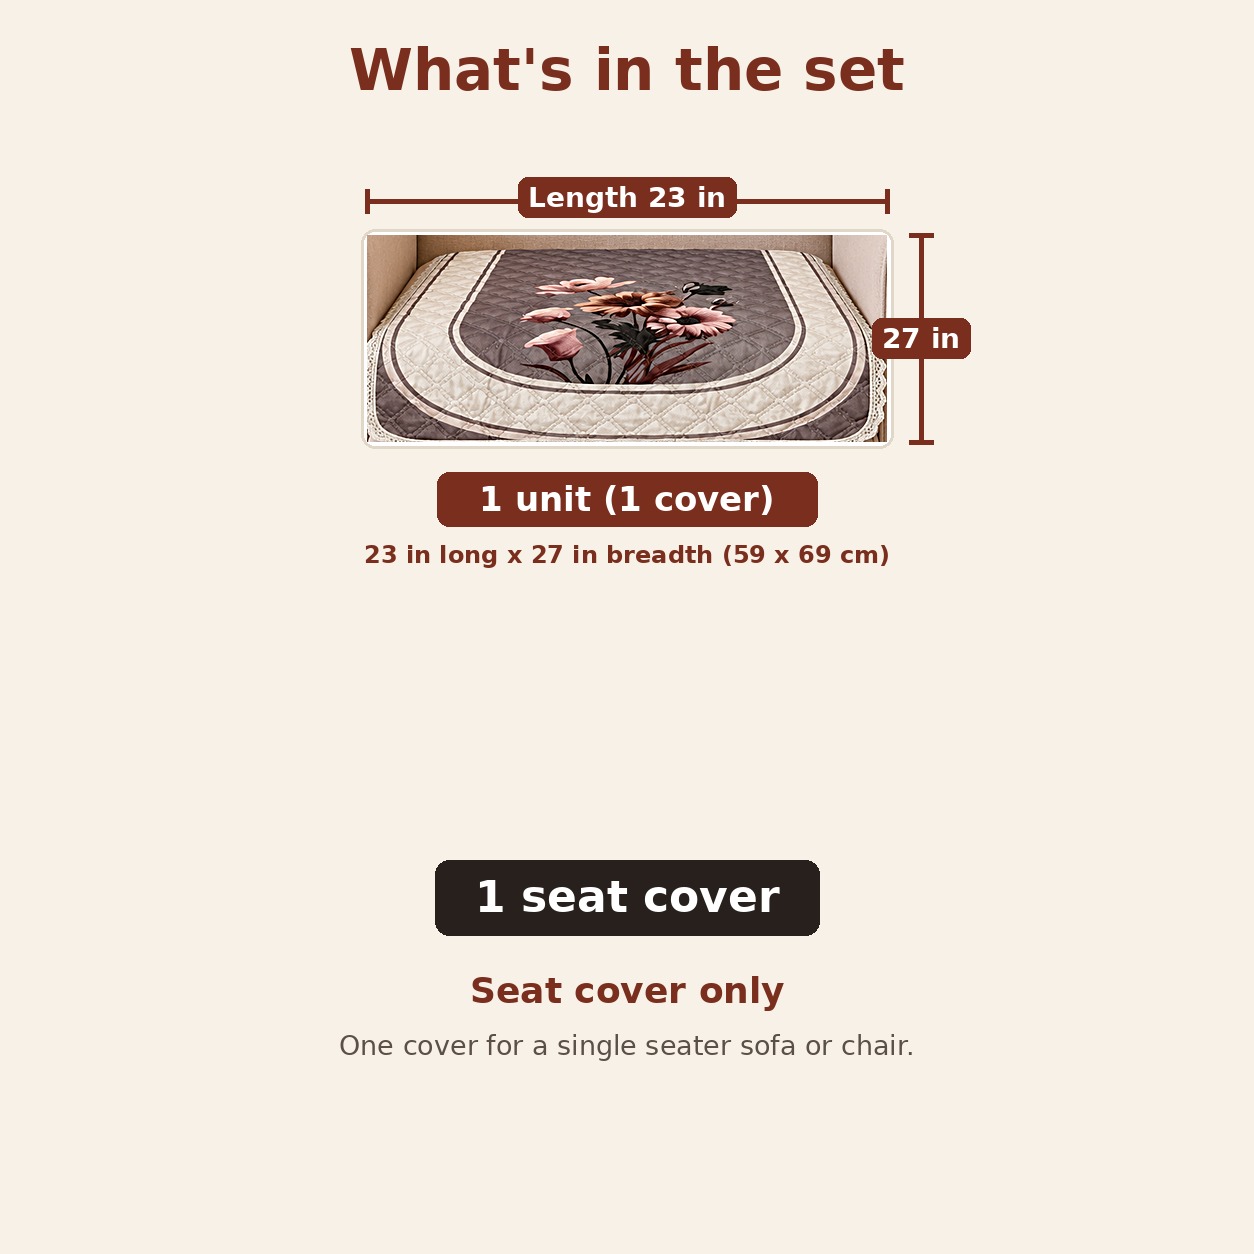 What's in the set
Length 23 in
27 in
1 unit (1 cover)
23 in long x 27 in breadth (59 x 69 cm)
1 seat cover
Seat cover only
One cover for a single seater sofa or chair.